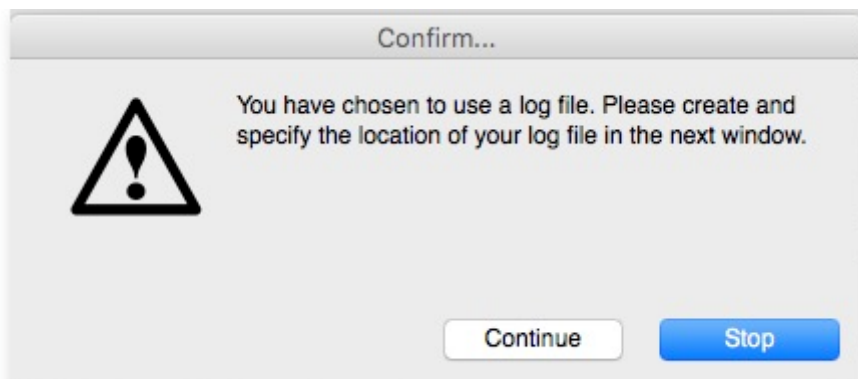 Confirm...
You have chosen to use a log file. Please create and
specify the location of your log file in the next window.
Continue
Stop